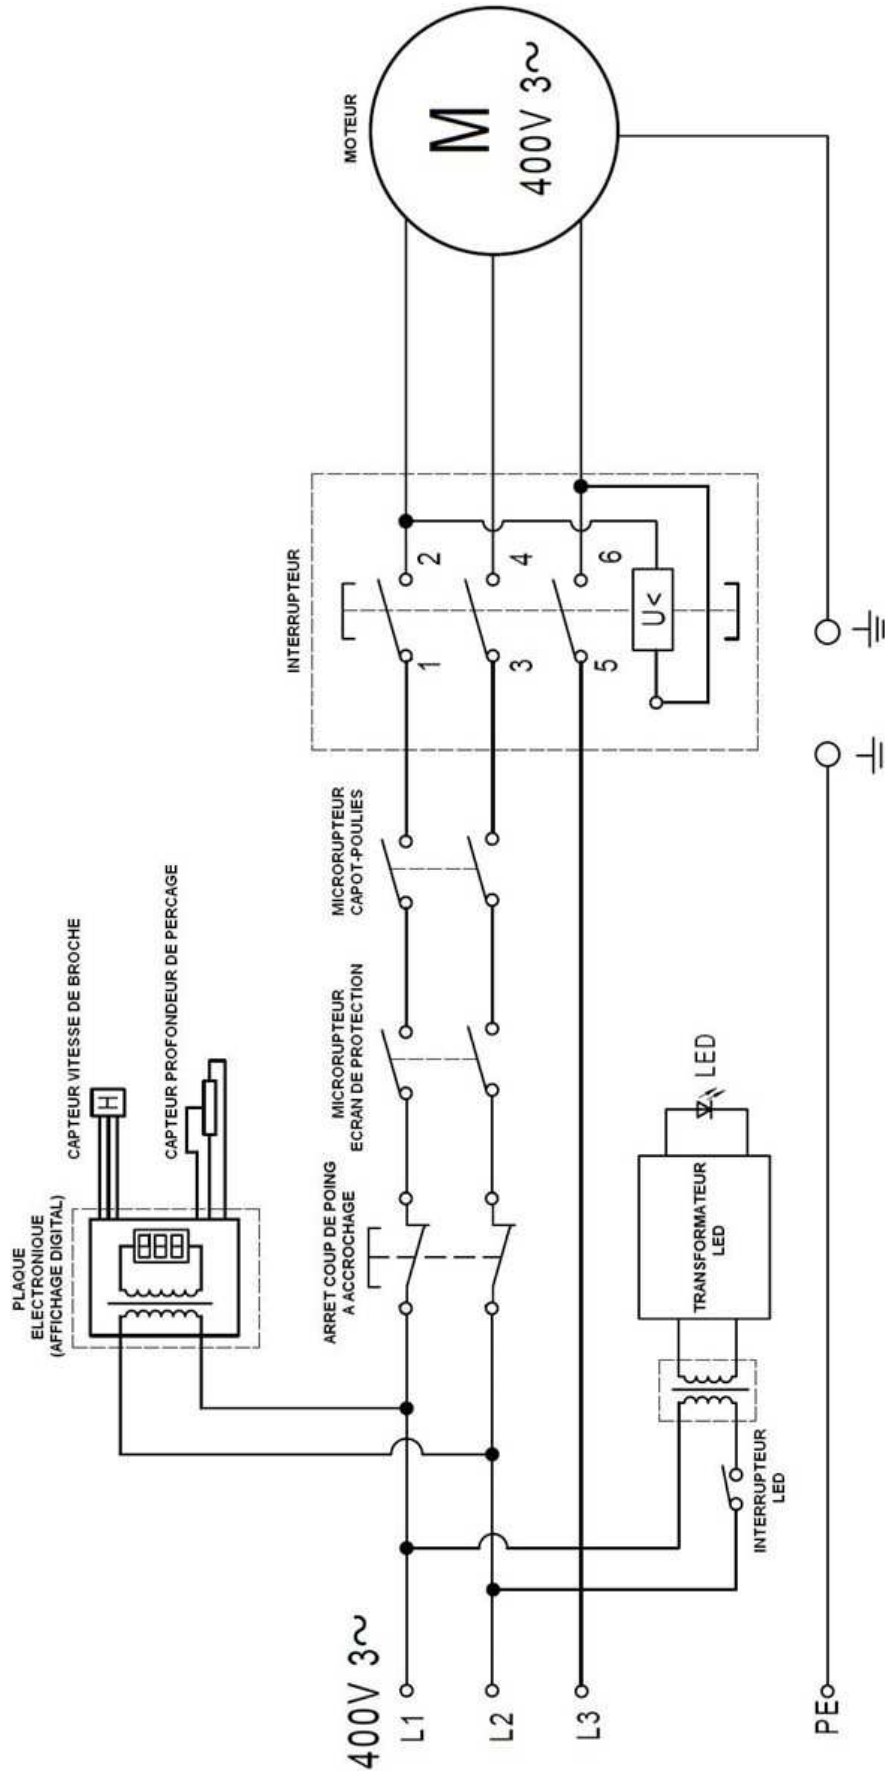 PLAQUE
ELECTRONIQUE
(AFFICHAGE DIGITAL)
CAPTEUR VITESSE DE BROCHE
H
CAPTEUR PROFONDEUR DE PERCAGE
400V 3~
L1
L2
L3
PE
ARRET COUP DE POING
A ACCROCHAGE
MICRORUPTEUR
ECRAN DE PROTECTION
MICRORUPTEUR
CAPOT-POULIES
INTERRUPTEUR
1
2
3
4
5
6
U<
MOTEUR
M
400V 3~
INTERRUPTEUR
LED
TRANSFORMATEUR
LED
LED